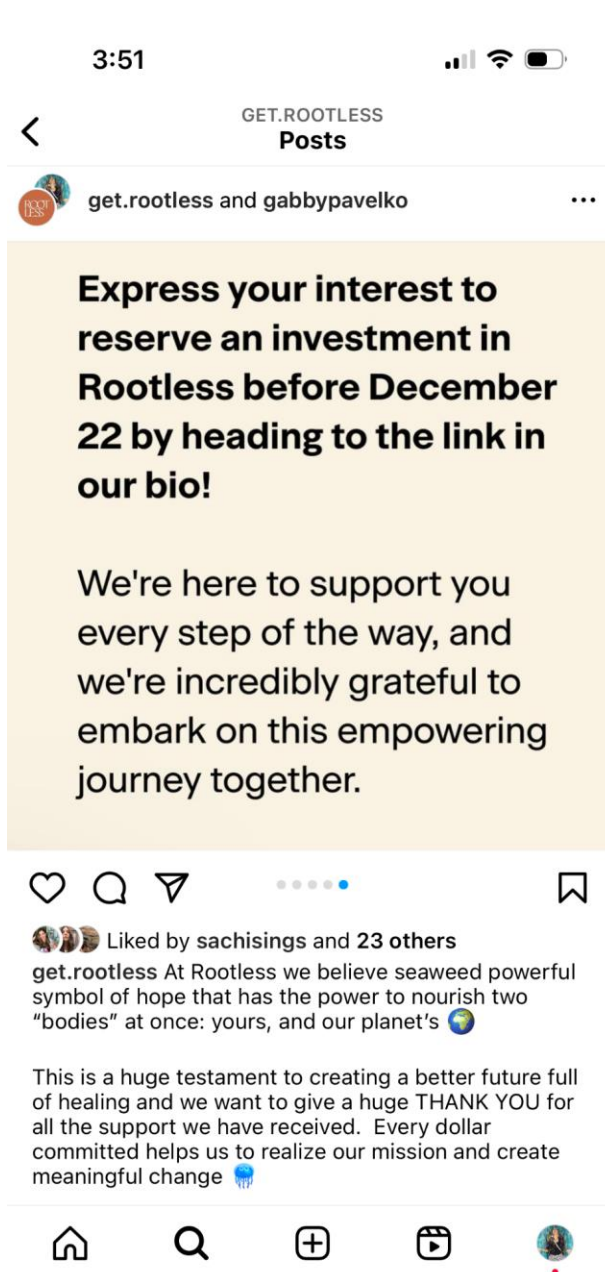 3:51
GET.ROOTLESS
Posts
ROOT
LESS
get.rootless and gabbypavelko
Express your interest to
reserve an investment in
Rootless before December
22 by heading to the link in
our bio!
We're here to support you
every step of the way, and
we're incredibly grateful to
embark on this empowering
journey together.
Liked by sachisings and 23 others
get.rootless At Rootless we believe seaweed powerful
symbol of hope that has the power to nourish two
“bodies” at once: yours, and our planet’s 🌍
This is a huge testament to creating a better future full
of healing and we want to give a huge THANK YOU for
all the support we have received.  Every dollar
committed helps us to realize our mission and create
meaningful change 🪼